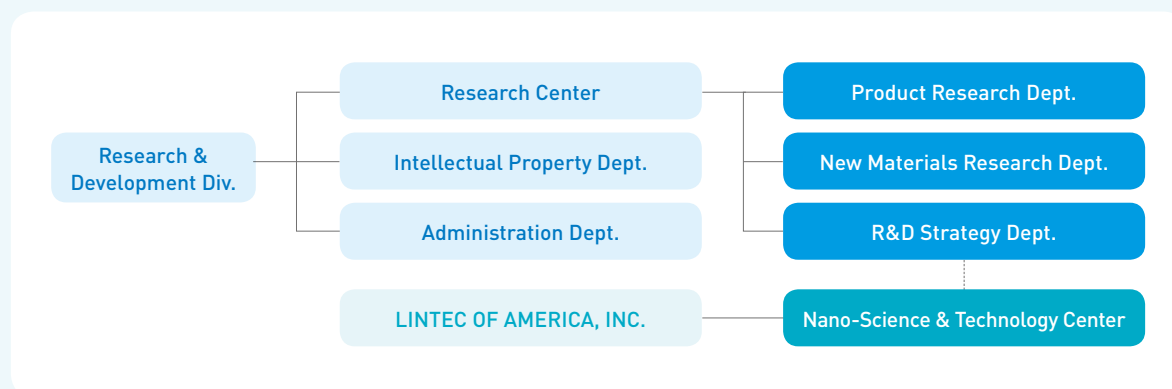 Research &
Development Div.
Research Center
Intellectual Property Dept.
Administration Dept.
LINTEC OF AMERICA, INC.
Product Research Dept.
New Materials Research Dept.
R&D Strategy Dept.
Nano-Science & Technology Center